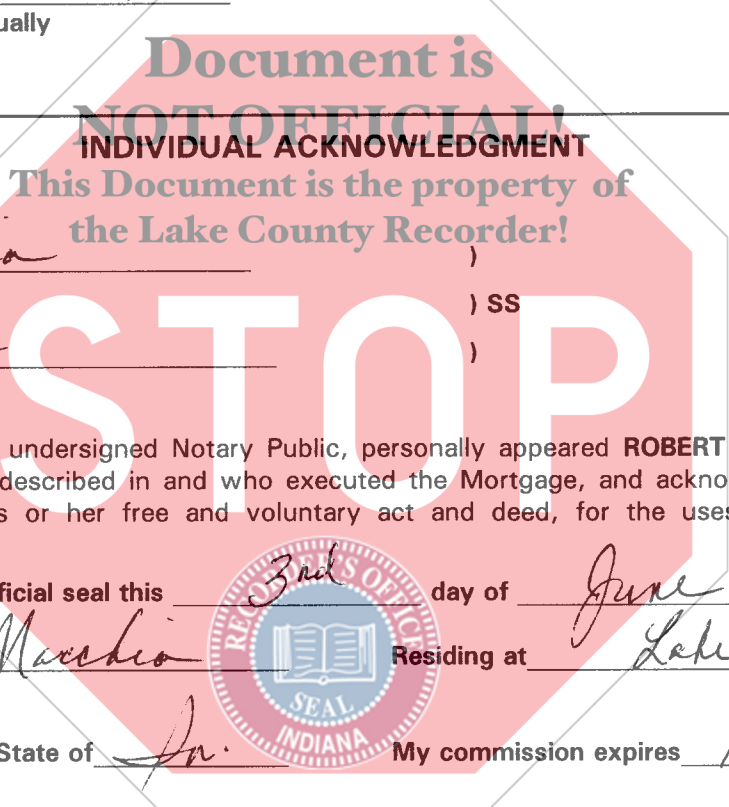 ually
Document is
NOT OFFICIAL!
INDIVIDUAL ACKNOWLEDGMENT
This Document is the property of
the Lake County Recorder!
)
) SS
)
STOP
undersigned Notary Public, personally appeared ROBERT
described in and who executed the Mortgage, and ackno
s or her free and voluntary act and deed, for the uses
ficial seal this 3rd day of June
Residing at Lake
RECORDER'S OFFICE
SEAL
INDIANA
State of In. My commission expires